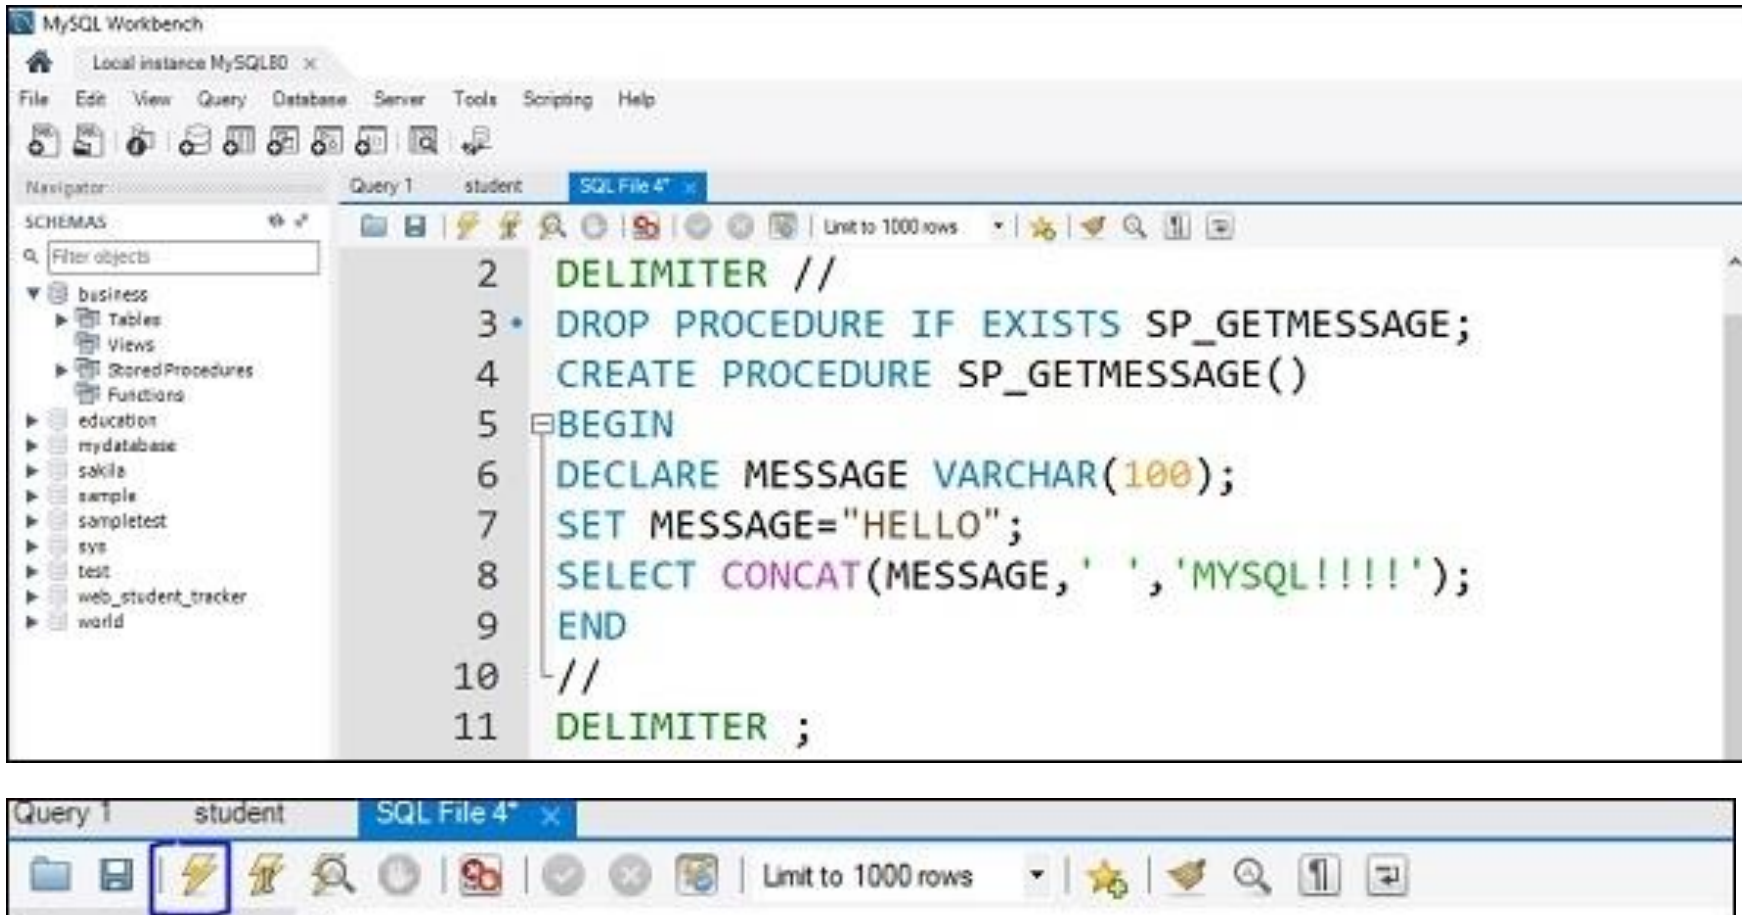 MySQL Workbench
Local instance MySQL80 ×
File Edit View Query Database Server Tools Scripting Help
Navigator
Query 1 student SQL File 4* ×
SCHEMAS
Limit to 1000 rows
Filter objects
business
Tables
Views
Stored Procedures
Functions
education
mydatabase
sakila
sample
sampletest
sys
test
web_student_tracker
world
2 DELIMITER //
3 DROP PROCEDURE IF EXISTS SP_GETMESSAGE;
4 CREATE PROCEDURE SP_GETMESSAGE()
5 BEGIN
6 DECLARE MESSAGE VARCHAR(100);
7 SET MESSAGE="HELLO";
8 SELECT CONCAT(MESSAGE,' ','MYSQL!!!!');
9 END
10 //
11 DELIMITER ;
Query 1 student SQL File 4* ×
Limit to 1000 rows